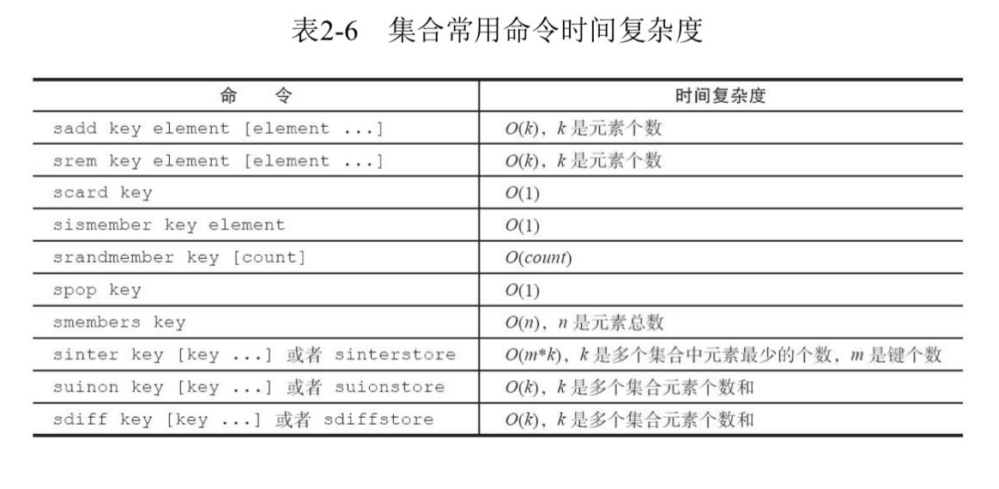 表2-6 集合常用命令时间复杂度
命 令 时间复杂度
sadd key element [element ...] O(k)，k 是元素个数
srem key element [element ...] O(k)，k 是元素个数
scard key O(1)
sismember key element O(1)
srandmember key [count] O(count)
spop key O(1)
smembers key O(n)，n 是元素总数
sinter key [key ...] 或者 sinterstore O(m*k)，k 是多个集合中元素最少的个数，m 是键个数
suinon key [key ...] 或者 suionstore O(k)，k 是多个集合元素个数和
sdiff key [key ...] 或者 sdiffstore O(k)，k 是多个集合元素个数和